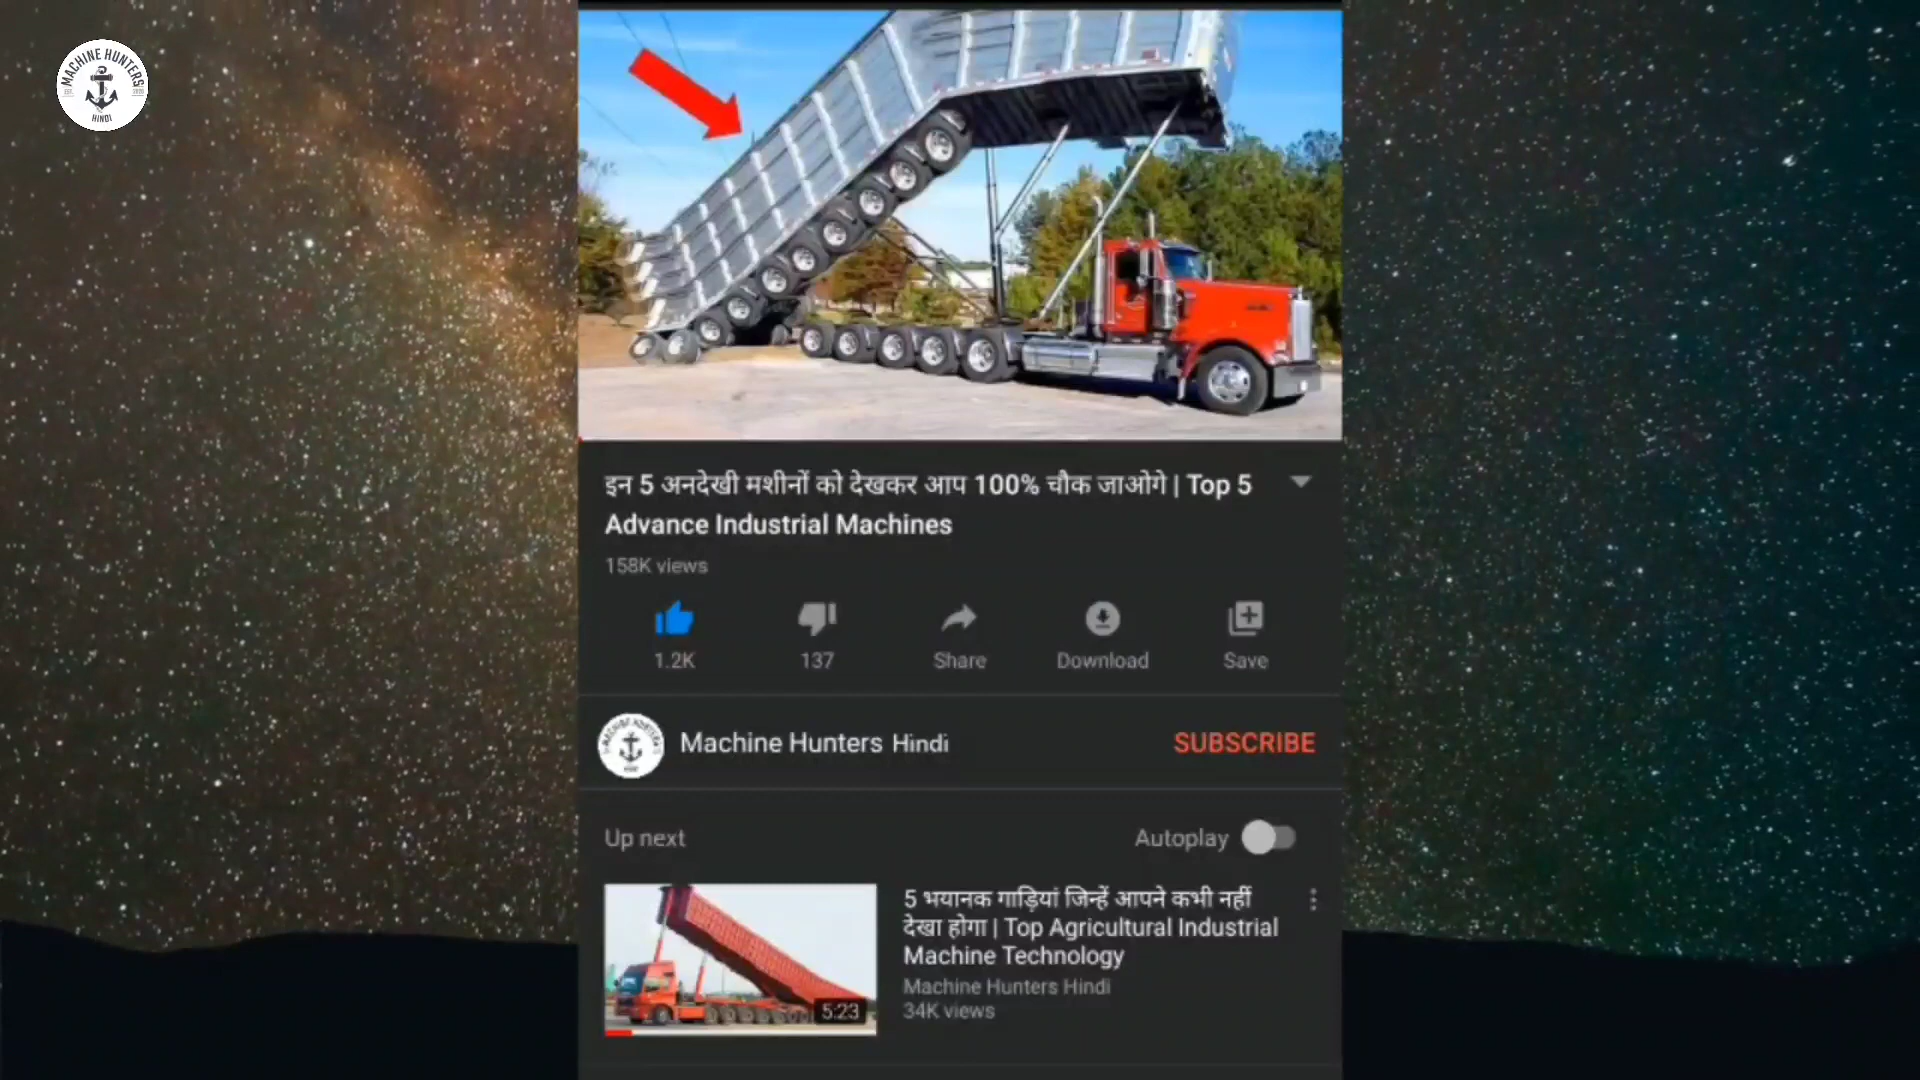 MACHINE HUNTERS
HINDI
इन 5 अनदेखी मशीनों को देखकर आप 100% चौक जाओगे | Top 5
Advance Industrial Machines
158K views
1.2K
137
Share
Download
Save
Machine Hunters Hindi
SUBSCRIBE
Up next
Autoplay
5:23
5 भयानक गाड़ियां जिन्हें आपने कभी नहीं
देखा होगा | Top Agricultural Industrial
Machine Technology
Machine Hunters Hindi
34K views